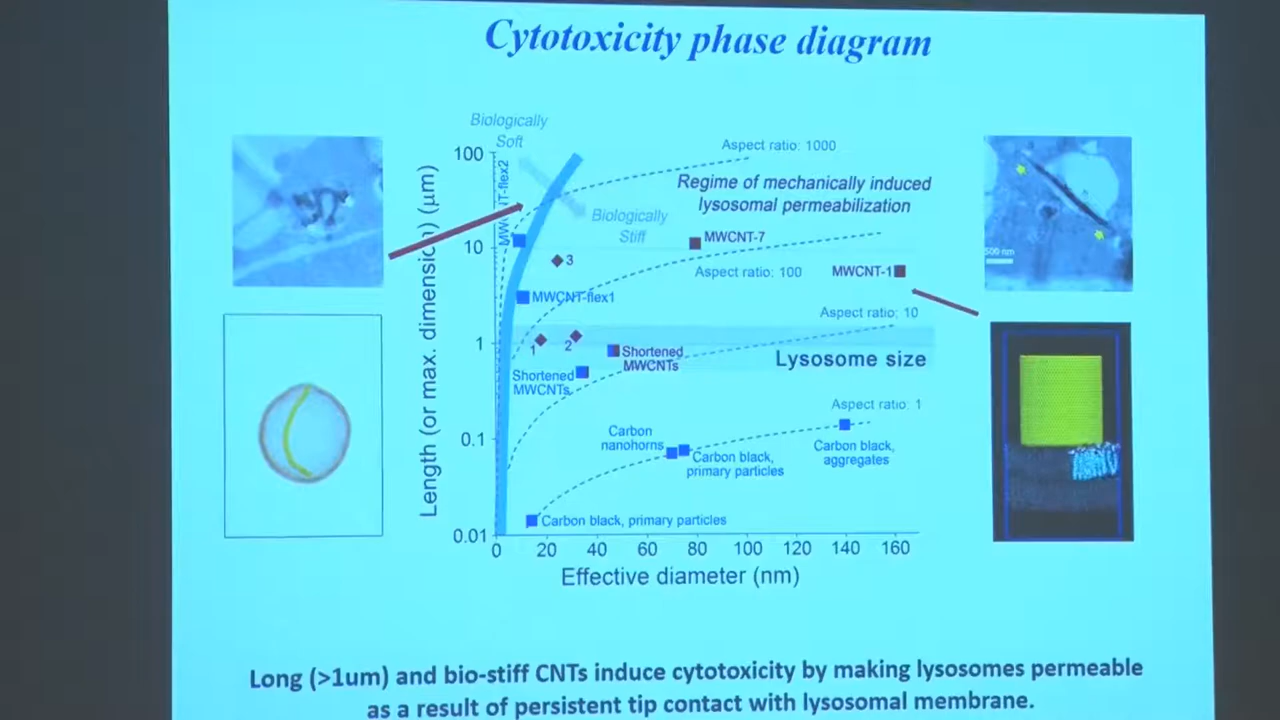 Cytotoxicity phase diagram
Biologically
Soft
Aspect ratio: 1000
100
Regime of mechanically induced
lysosomal permeabilization
Biologically
Stiff
MWCNT-7
10
3
Aspect ratio: 100
MWCNT-1
500 nm
MWCNT-flex1
Aspect ratio: 10
1
1
2
Shortened
MWCNTs
Lysosome size
Shortened
MWCNTs
Aspect ratio: 1
0.1
Carbon
nanohorns
Carbon black,
primary particles
Carbon black,
aggregates
0.01
Carbon black, primary particles
0 20 40 60 80 100 120 140 160
Effective diameter (nm)
Length (or max. dimension) (µm)
Long (>1um) and bio-stiff CNTs induce cytotoxicity by making lysosomes permeable
as a result of persistent tip contact with lysosomal membrane.